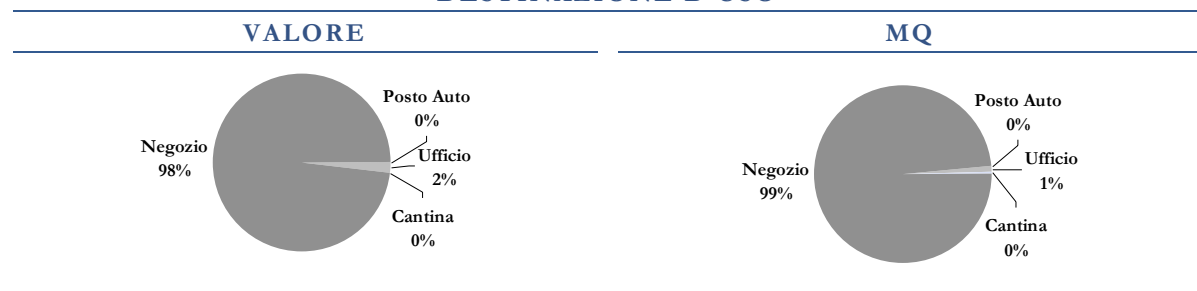 VALORE
MQ
Posto Auto
0%
Negozio
98%
Ufficio
2%
Cantina
0%
Posto Auto
0%
Negozio
99%
Ufficio
1%
Cantina
0%